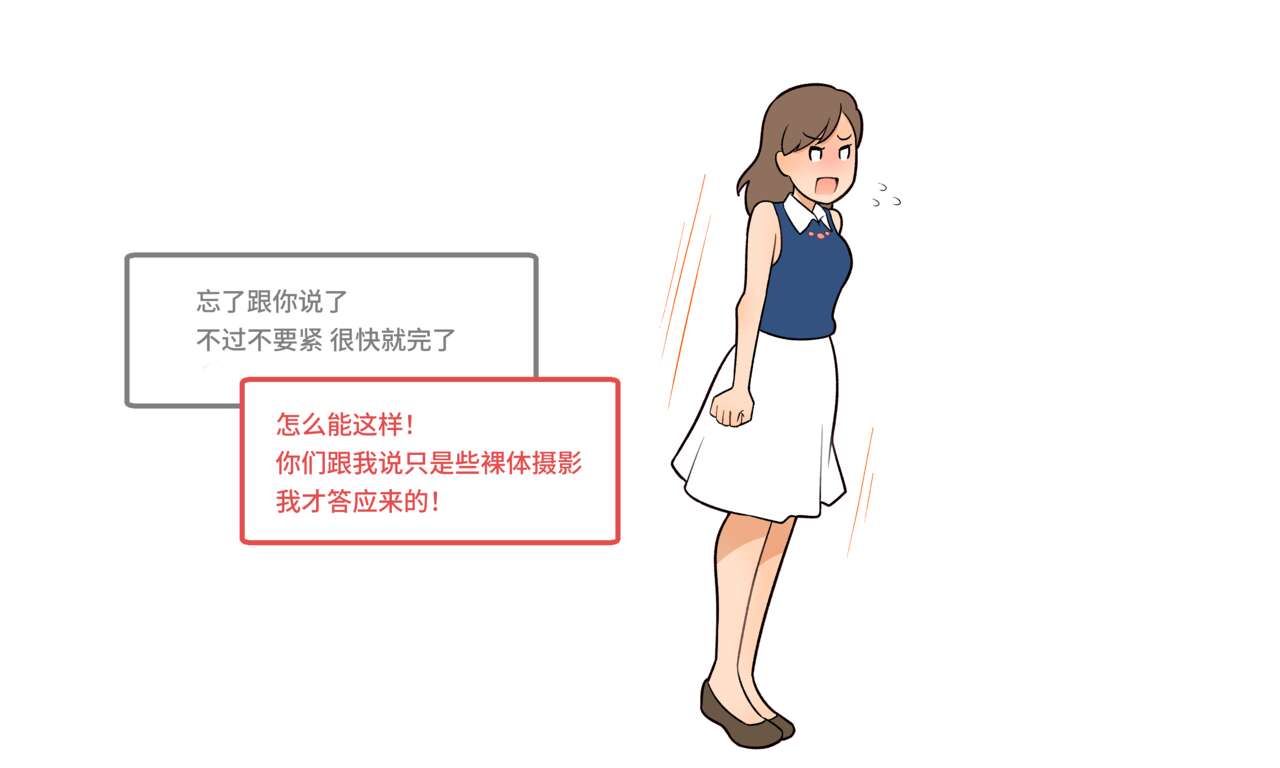 忘了跟你说了
不过不要紧 很快就完了
怎么能这样！
你们跟我说只是些裸体摄影
我才答应来的！